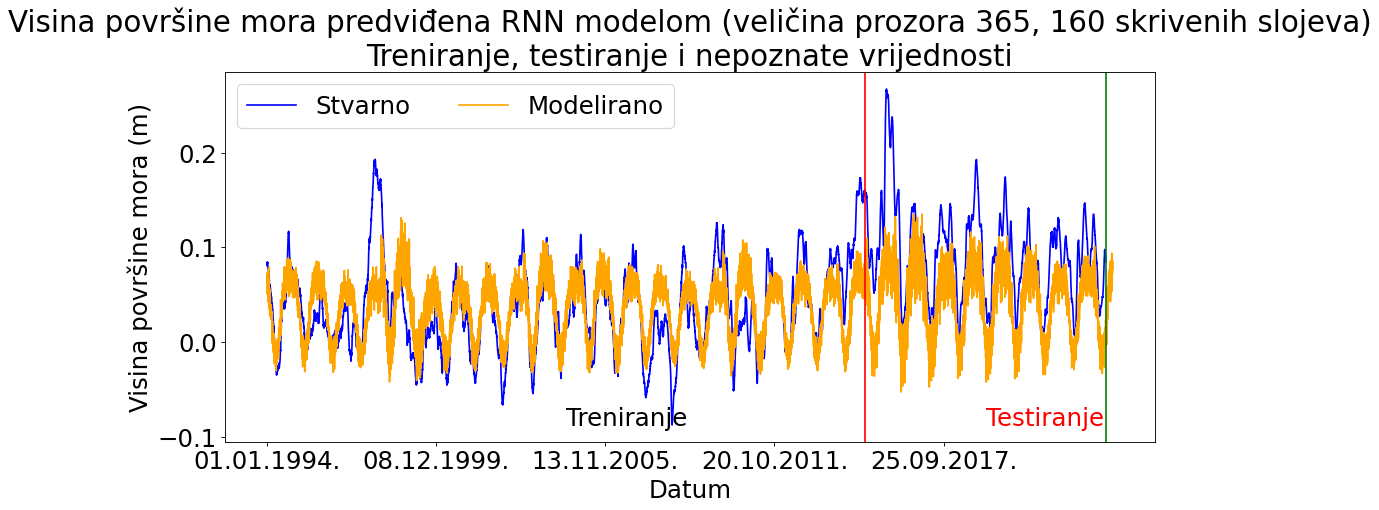 Visina površine mora predviđena RNN modelom (veličina prozora 365, 160 skrivenih slojeva)
Treniranje, testiranje i nepoznate vrijednosti
Stvarno
Modelirano
Visina površine mora (m)
0.2
0.1
0.0
−0.1
Treniranje
Testiranje
01.01.1994.
08.12.1999.
13.11.2005.
20.10.2011.
25.09.2017.
Datum